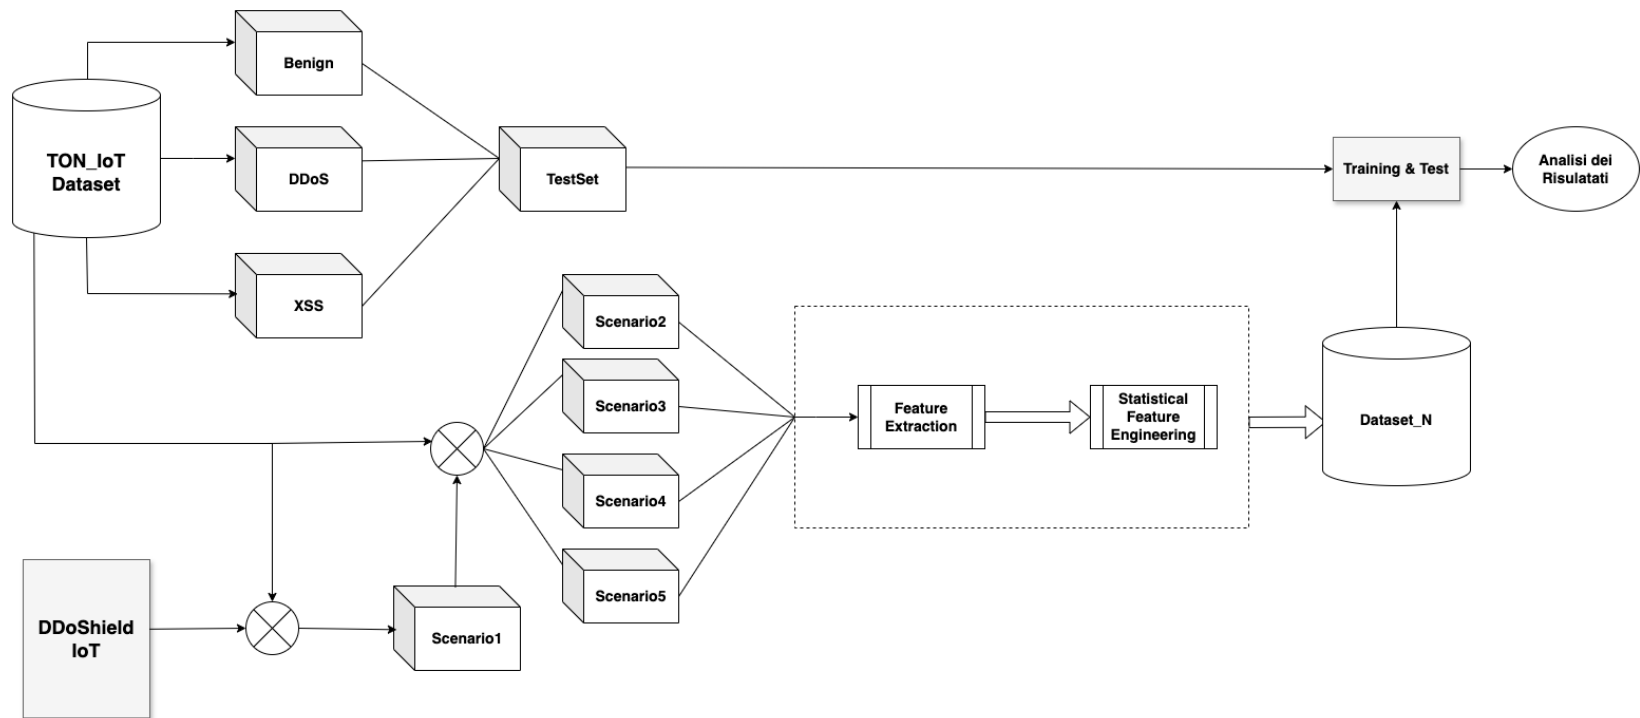 Benign
TON_IoT
Dataset
DDoS
XSS
TestSet
Training & Test
Analisi dei
Risulatati
Scenario2
Scenario3
Scenario4
Scenario5
Feature
Extraction
Statistical
Feature
Engineering
Dataset_N
DDoShield
IoT
Scenario1